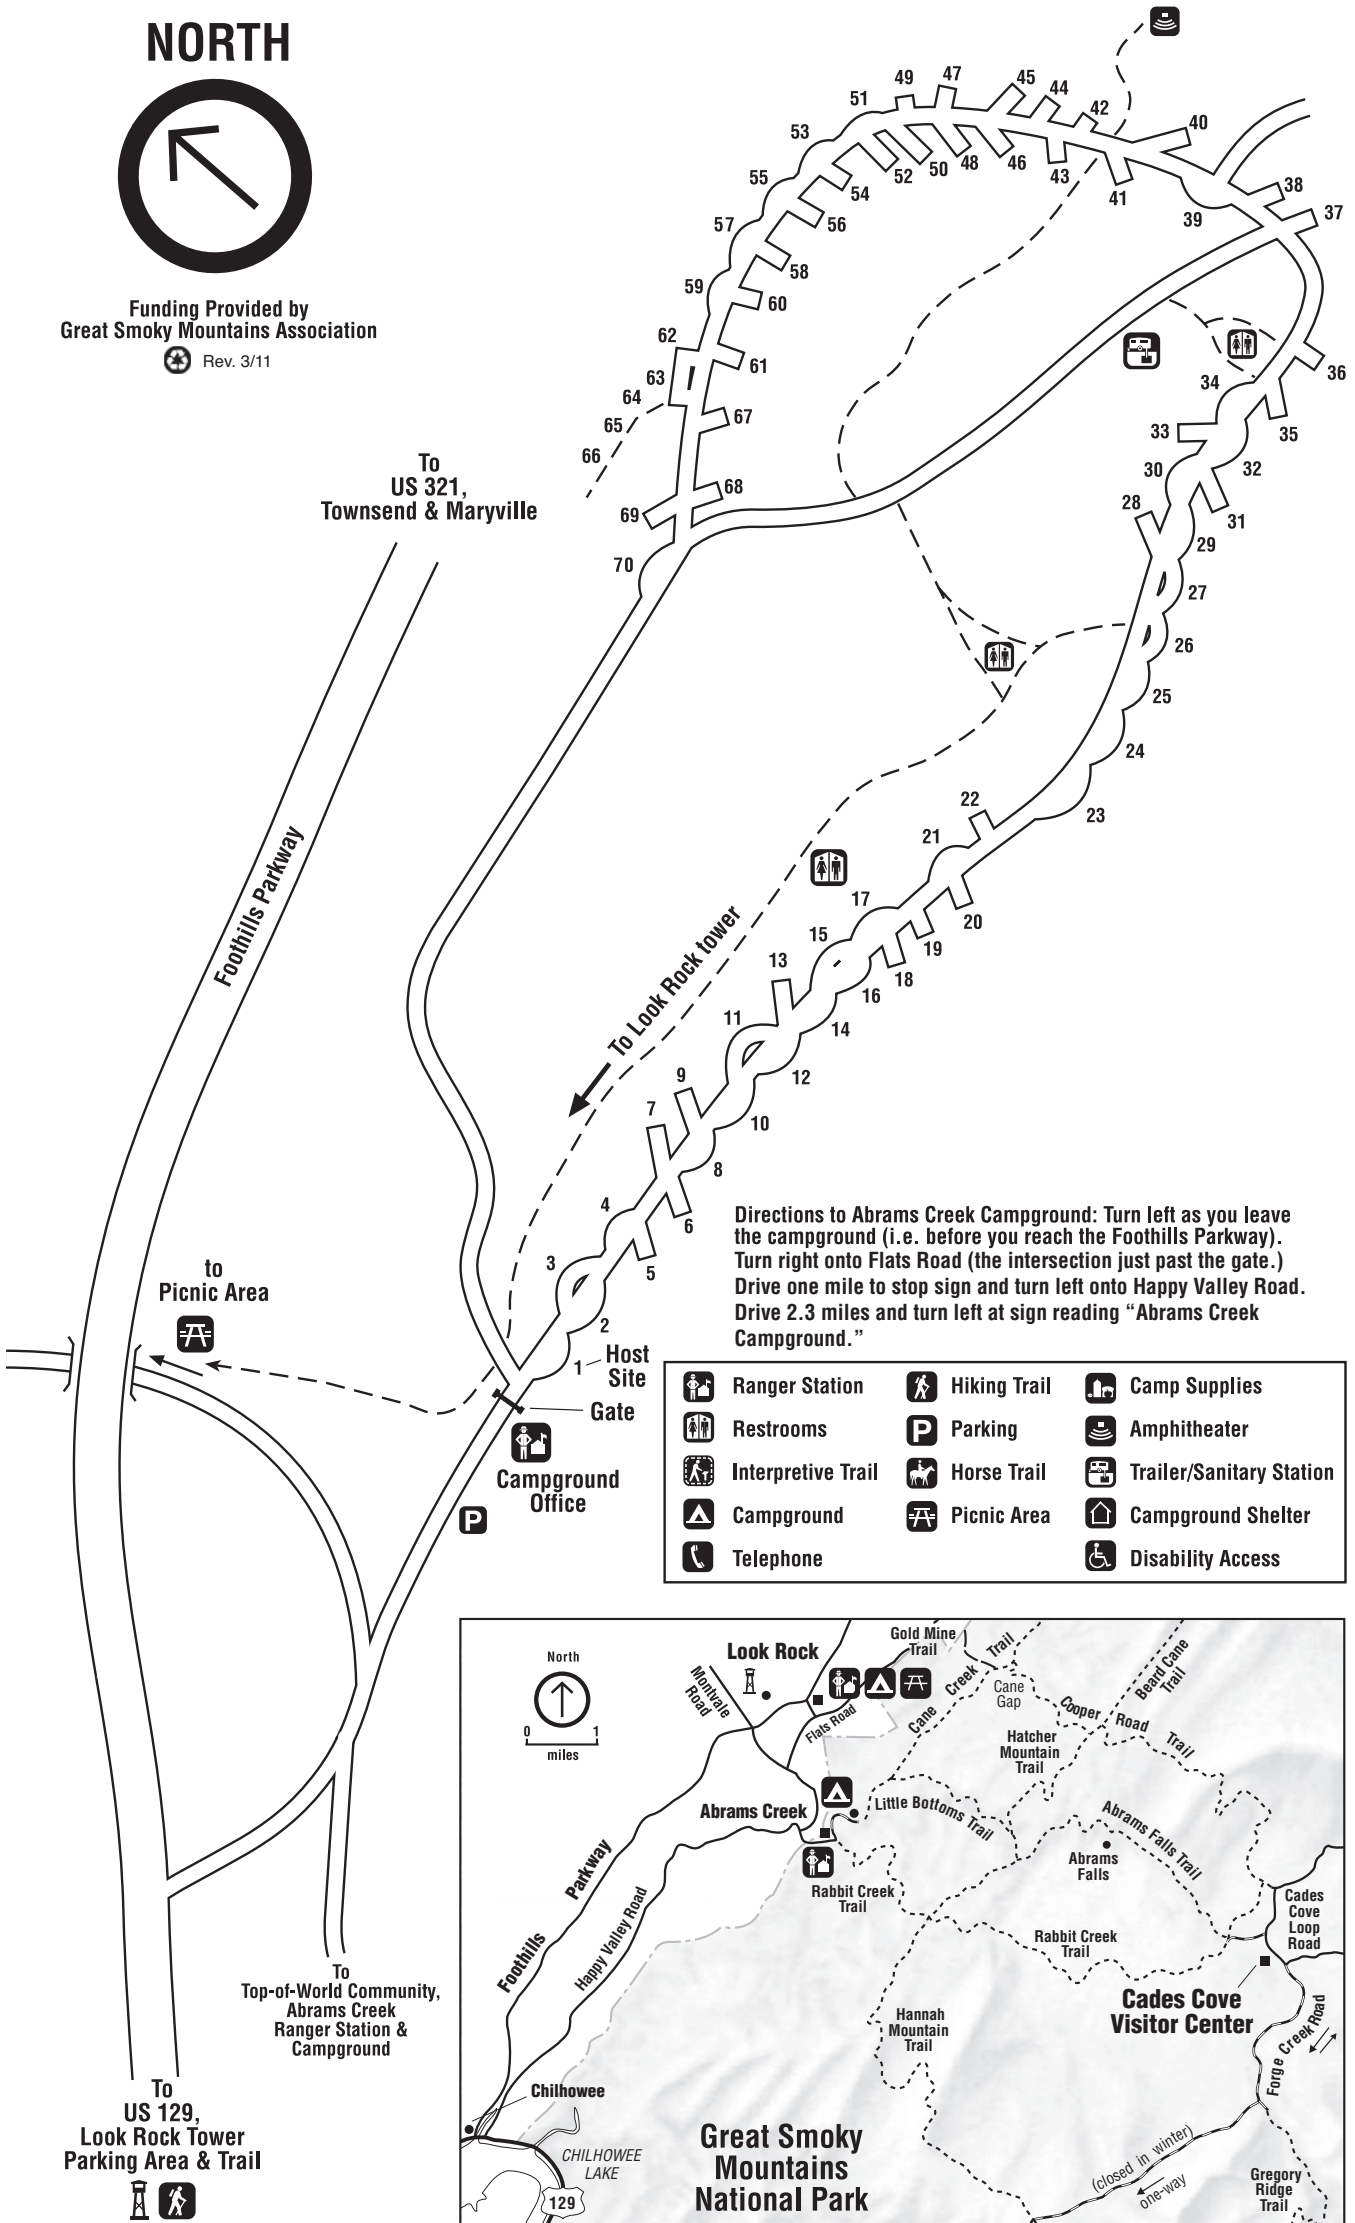 NORTH
Funding Provided by
Great Smoky Mountains Association
Rev. 3/11
49
47
45
44
42
40
51
53
55
57
59
62
63
64
65
66
54
52
50
48
46
43
41
39
38
37
56
58
60
61
67
68
69
70
36
34
35
33
32
30
31
28
29
27
26
25
24
23
22
21
20
19
18
17
16
15
14
13
12
11
10
9
8
7
6
5
4
3
2
1
Host
Site
Gate
Campground
Office
P
To
US 321,
Townsend & Maryville
Foothills Parkway
To Look Rock tower
to
Picnic Area
Directions to Abrams Creek Campground: Turn left as you leave
the campground (i.e. before you reach the Foothills Parkway).
Turn right onto Flats Road (the intersection just past the gate.)
Drive one mile to stop sign and turn left onto Happy Valley Road.
Drive 2.3 miles and turn left at sign reading “Abrams Creek
Campground.”
Ranger Station
Hiking Trail
Camp Supplies
Restrooms
P Parking
Amphitheater
Interpretive Trail
Horse Trail
Trailer/Sanitary Station
Campground
Picnic Area
Campground Shelter
Telephone
Disability Access
To
Top-of-World Community,
Abrams Creek
Ranger Station &
Campground
To
US 129,
Look Rock Tower
Parking Area & Trail
North
0 1
miles
Look Rock
Montvale
Road
Flats Road
Gold Mine
Trail
Cane Creek Trail
Cane
Gap
Beard Cane
Trail
Cooper Road Trail
Hatcher
Mountain
Trail
Abrams Creek
Little Bottoms Trail
Abrams Falls Trail
Abrams
Falls
Rabbit Creek
Trail
Rabbit Creek
Trail
Cades
Cove
Loop
Road
Cades Cove
Visitor Center
Foothills Parkway
Happy Valley Road
Hannah
Mountain
Trail
Forge Creek Road
Chilhowee
CHILHOWEE
LAKE
129
Great Smoky
Mountains
National Park
(closed in winter)
one-way
Gregory
Ridge
Trail